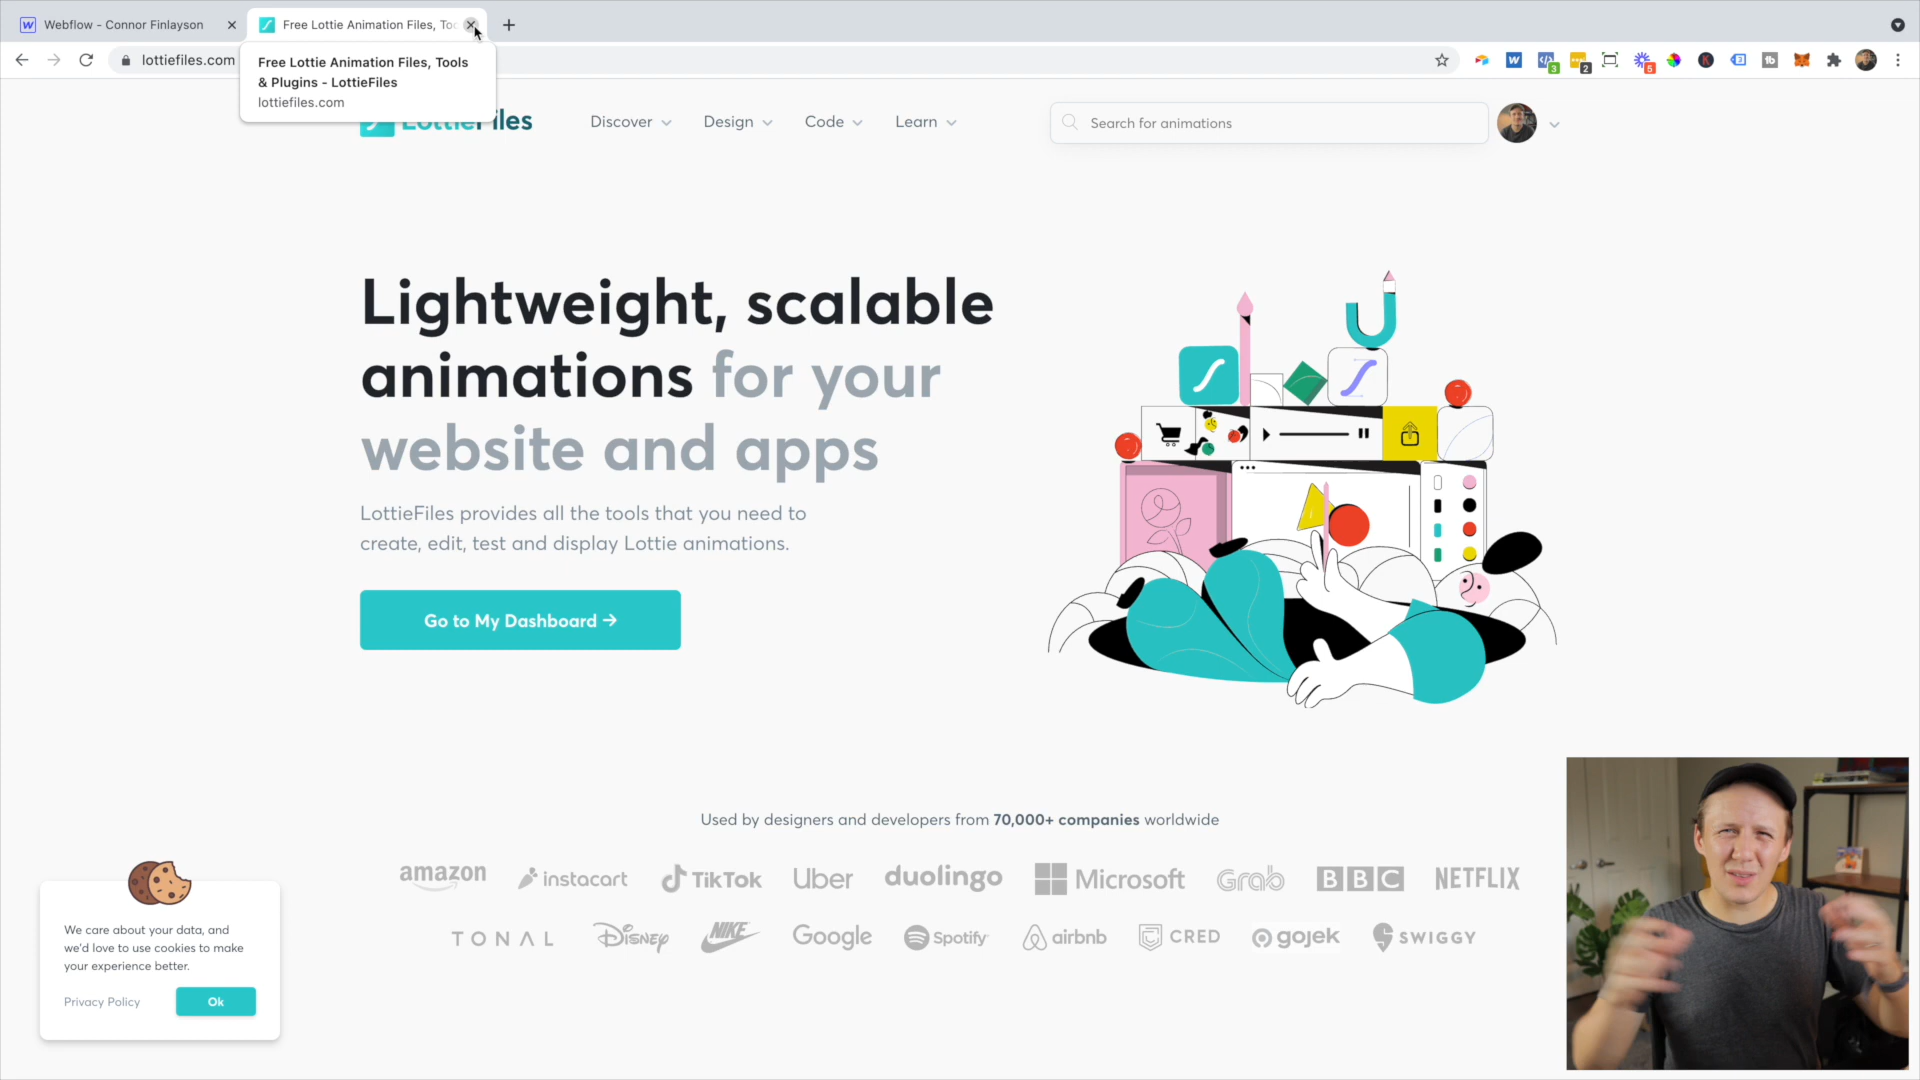 Webflow - Connor Finlayson
Free Lottie Animation Files, Too
lottiefiles.com
3
2
5
Free Lottie Animation Files, Tools
& Plugins - LottieFiles
lottiefiles.com
LottieFiles
Discover
Design
Code
Learn
Search for animations
Lightweight, scalable
animations for your
website and apps
LottieFiles provides all the tools that you need to
create, edit, test and display Lottie animations.
Go to My Dashboard →
Used by designers and developers from 70,000+ companies worldwide
amazon
instacart
TikTok
Uber
duolingo
Microsoft
Grab
BBC
NETFLIX
TONAL
Disney
NIKE
Google
Spotify
airbnb
CRED
gojek
SWIGGY
We care about your data, and
we'd love to use cookies to make
your experience better.
Privacy Policy
Ok